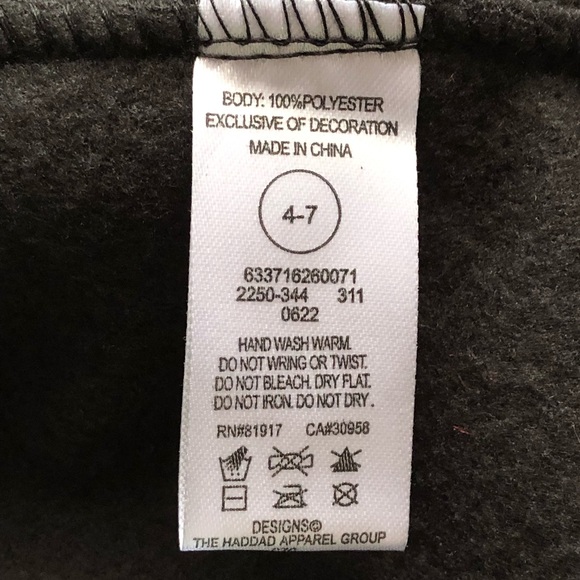 BODY: 100%POLYESTER
EXCLUSIVE OF DECORATION
MADE IN CHINA
4-7
633716260071
2250-344 311
0622
HAND WASH WARM.
DO NOT WRING OR TWIST.
DO NOT BLEACH. DRY FLAT.
DO NOT IRON. DO NOT DRY.
RN#81917 CA#30958
DESIGNS©
THE HADDAD APPAREL GROUP